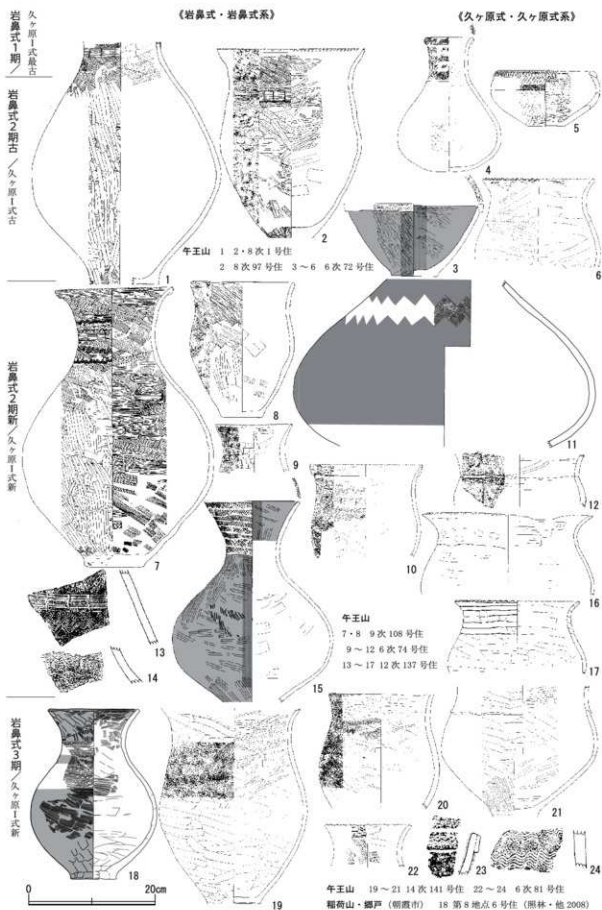 《岩鼻式・岩鼻式系》
《久ヶ原式・久ヶ原式系》
岩鼻式1期／久ヶ原Ⅰ式最古
岩鼻式2期古／久ヶ原Ⅰ式古
1
2
3
4
5
6
午王山 1 2・8次1号住
2 8次97号住 3～6 6次72号住
岩鼻式2期新／久ヶ原Ⅰ式新
7
8
9
10
11
12
13
14
15
16
17
午王山
7・8 9次108号住
9～12 6次74号住
13～17 12次137号住
岩鼻式3期／久ヶ原Ⅰ式新
18
19
20
21
22
23
24
0 20cm
午王山 19～21 14次141号住 22～24 6次81号住
稲荷山・郷戸（朝霞市） 18 第8地点6号住（照林・他2008）